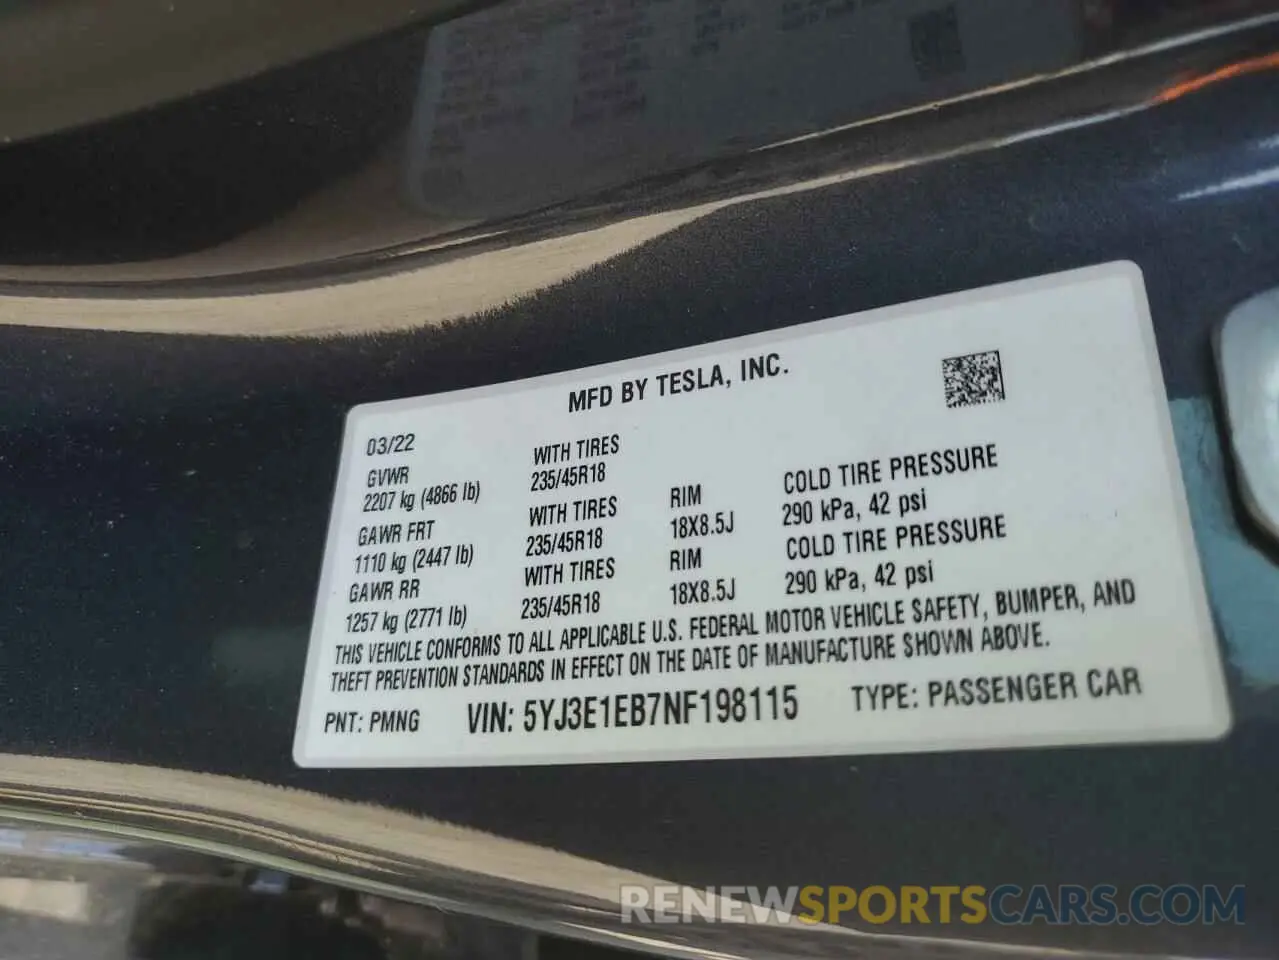 MFD BY TESLA, INC.
03/22
GVWR
2207 kg (4866 lb)
WITH TIRES
235/45R18
GAWR FRT
1110 kg (2447 lb)
WITH TIRES
235/45R18
RIM
18X8.5J
COLD TIRE PRESSURE
290 kPa, 42 psi
GAWR RR
1257 kg (2771 lb)
WITH TIRES
235/45R18
RIM
18X8.5J
COLD TIRE PRESSURE
290 kPa, 42 psi
THIS VEHICLE CONFORMS TO ALL APPLICABLE U.S. FEDERAL MOTOR VEHICLE SAFETY, BUMPER, AND
THEFT PREVENTION STANDARDS IN EFFECT ON THE DATE OF MANUFACTURE SHOWN ABOVE.
PNT: PMNG VIN: 5YJ3E1EB7NF198115 TYPE: PASSENGER CAR
RENEWSPORTSCARS.COM